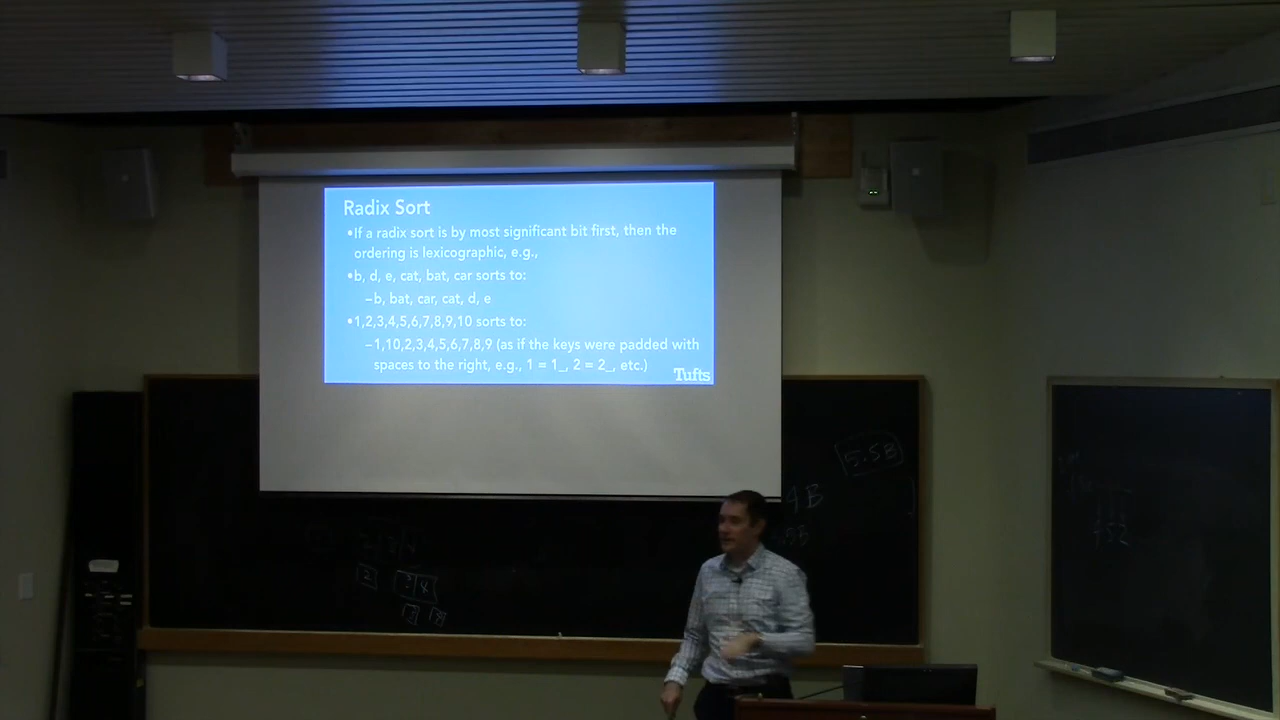 Radix Sort
•If a radix sort is by most significant bit first, then the
ordering is lexicographic, e.g.,
•b, d, e, cat, bat, car sorts to:
–b, bat, car, cat, d, e
•1,2,3,4,5,6,7,8,9,10 sorts to:
–1,10,2,3,4,5,6,7,8,9 (as if the keys were padded with
spaces to the right, e.g., 1 = 1_, 2 = 2_, etc.)
Tufts
5.5B
4B